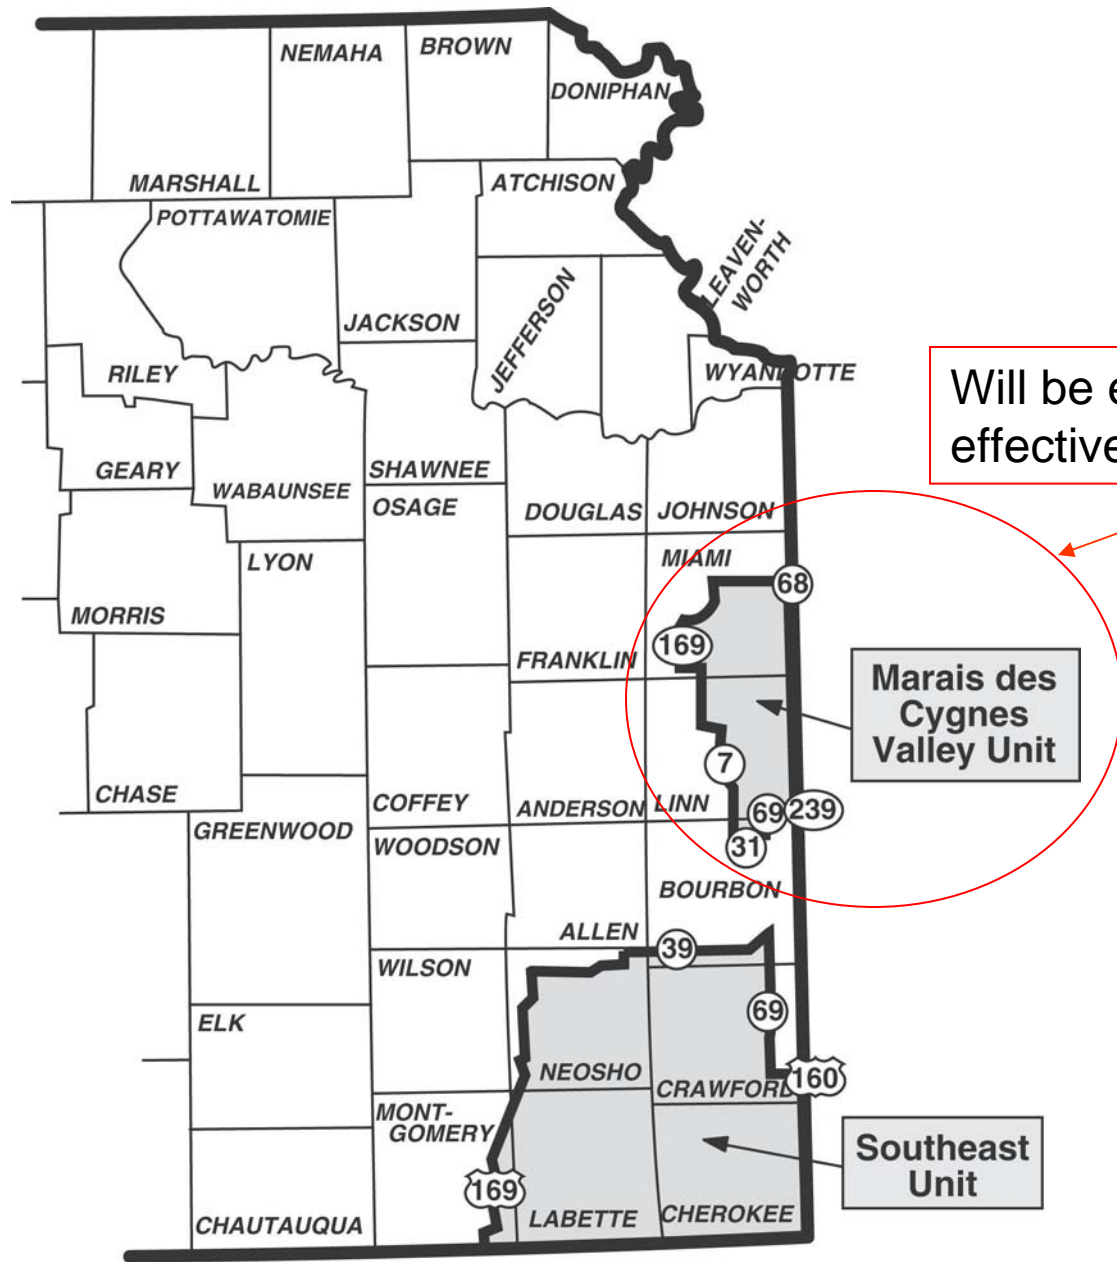 NEMAHA
BROWN
DONIPHAN
MARSHALL
ATCHISON
POTTAWATOMIE
LEAVEN-
WORTH
JACKSON
JEFFERSON
RILEY
WYANDOTTE
Will be
effective
GEARY
SHAWNEE
WABAUNSEE
OSAGE
DOUGLAS
JOHNSON
LYON
MIAMI
68
MORRIS
169
FRANKLIN
Marais des
Cygnes
Valley Unit
7
CHASE
COFFEY
ANDERSON
LINN
69
239
GREENWOOD
WOODSON
31
BOURBON
ALLEN
39
WILSON
69
ELK
NEOSHO
160
CRAWFORD
MONT-
GOMERY
Southeast
Unit
169
LABETTE
CHEROKEE
CHAUTAUQUA